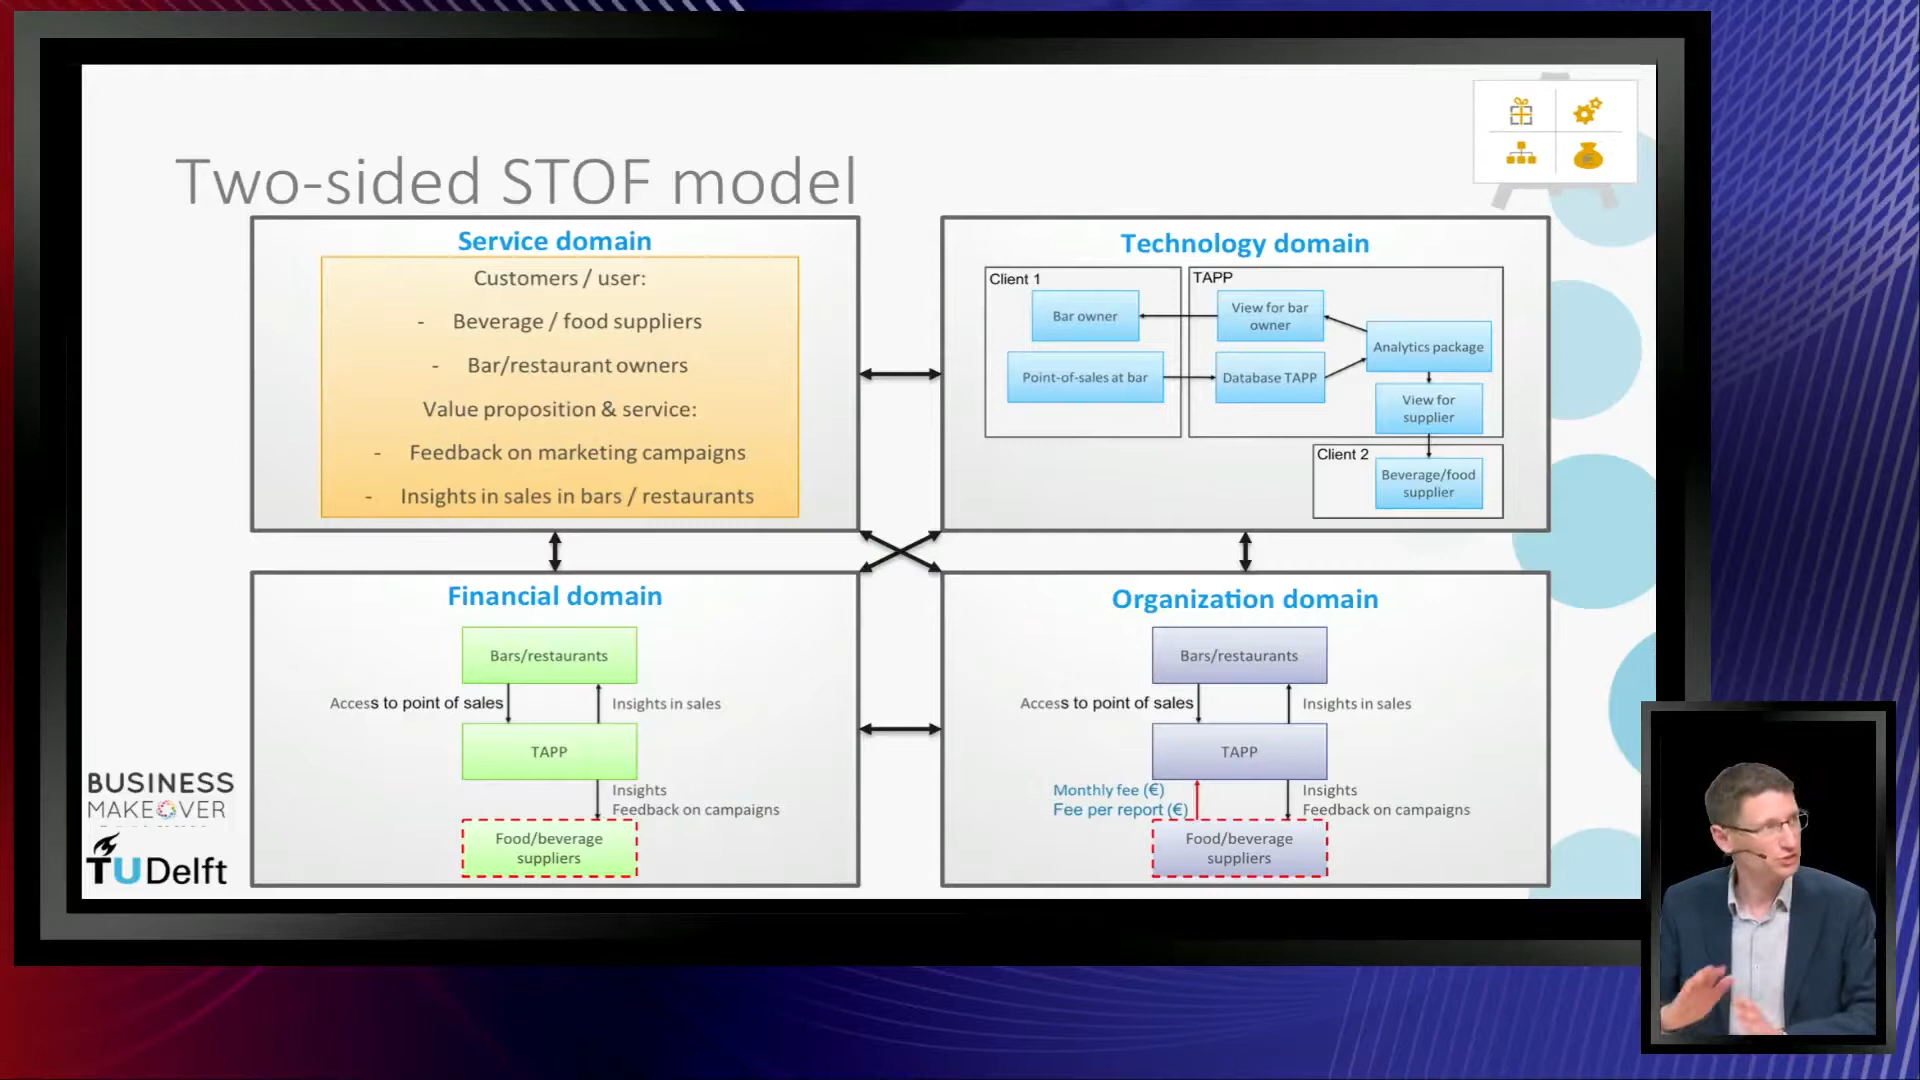 Two-sided STOF model
Service domain
Customers / user:
- Beverage / food suppliers
- Bar/restaurant owners
Value proposition & service:
- Feedback on marketing campaigns
- Insights in sales in bars / restaurants
Technology domain
Client 1
Bar owner
Point-of-sales at bar
TAPP
View for bar
owner
Database TAPP
Analytics package
View for
supplier
Client 2
Beverage/food
supplier
Financial domain
Bars/restaurants
Access to point of sales
Insights in sales
TAPP
Insights
Feedback on campaigns
Food/beverage
suppliers
Organization domain
Bars/restaurants
Access to point of sales
Insights in sales
TAPP
Monthly fee (€)
Fee per report (€)
Insights
Feedback on campaigns
Food/beverage
suppliers
BUSINESS
MAKEOVER
TU Delft